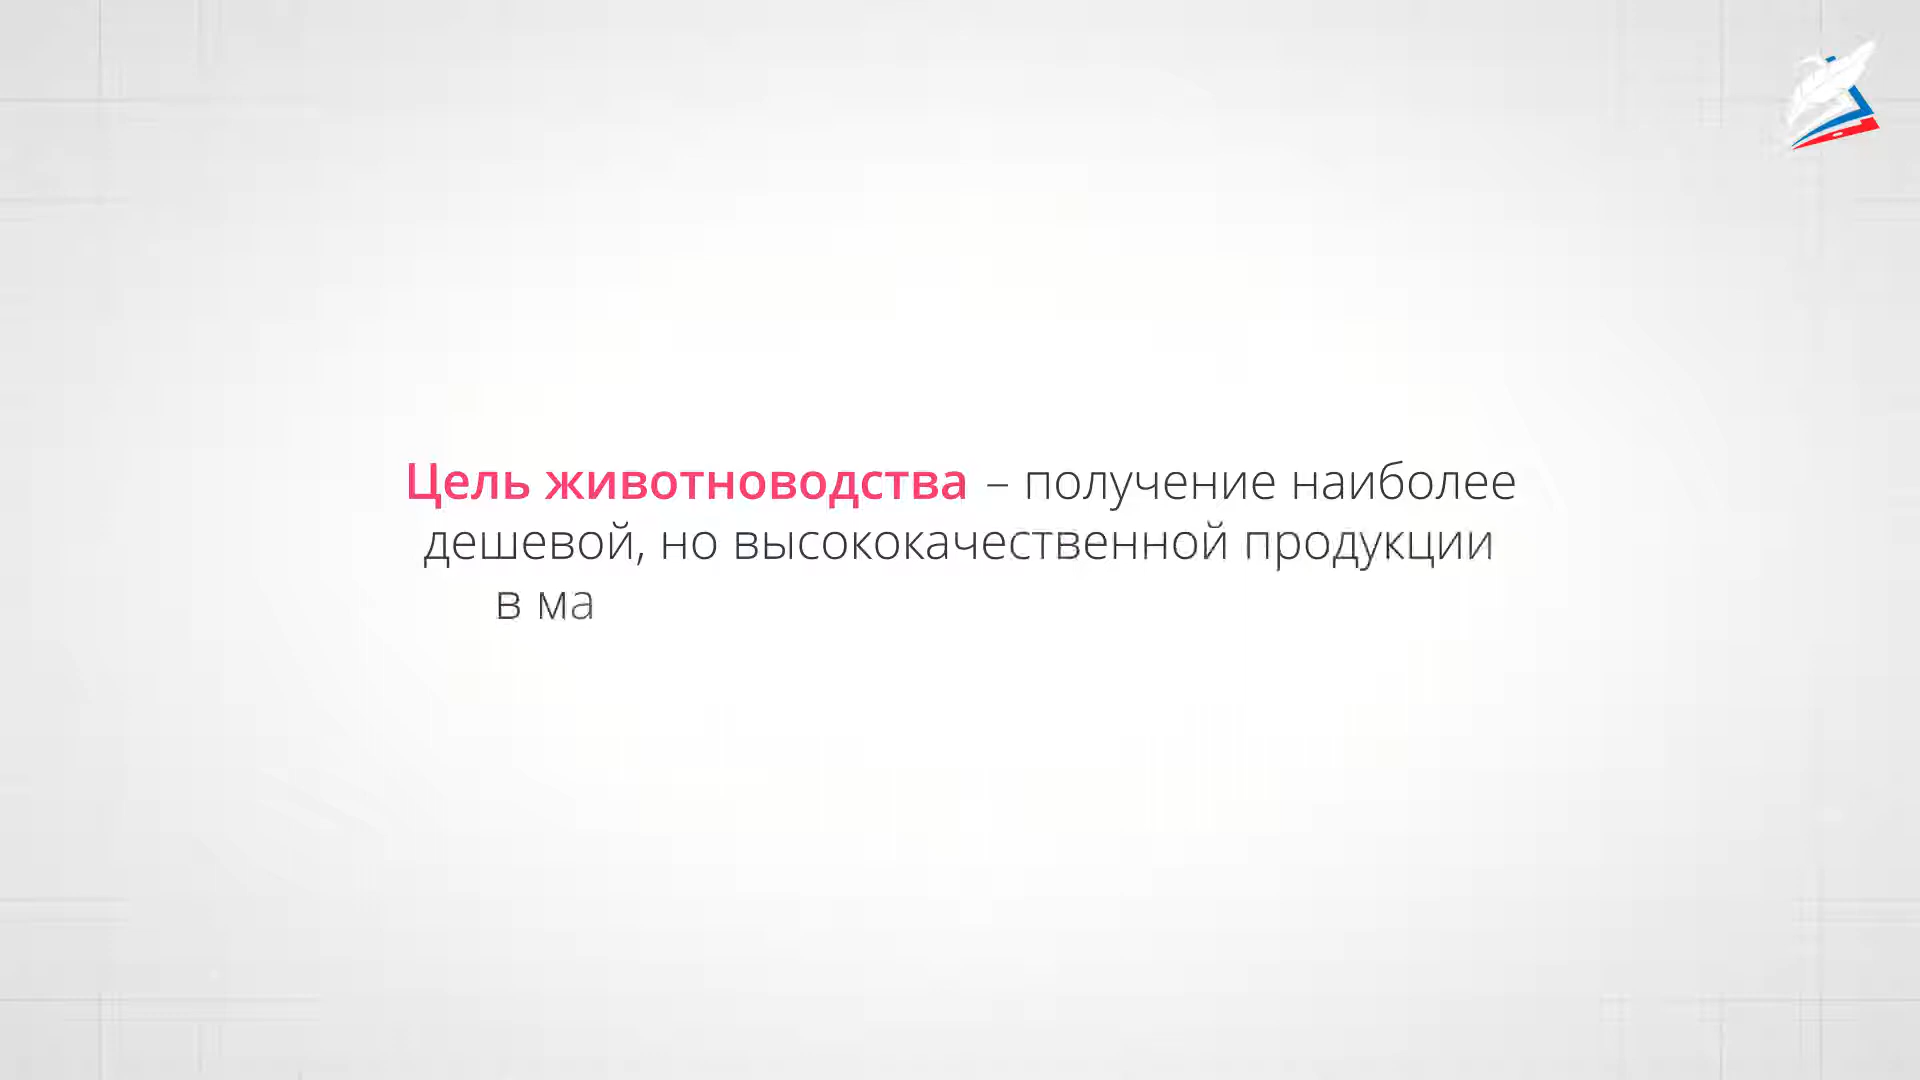 Цель животноводства – получение наиболее
дешевой, но высококачественной продукции
в ма